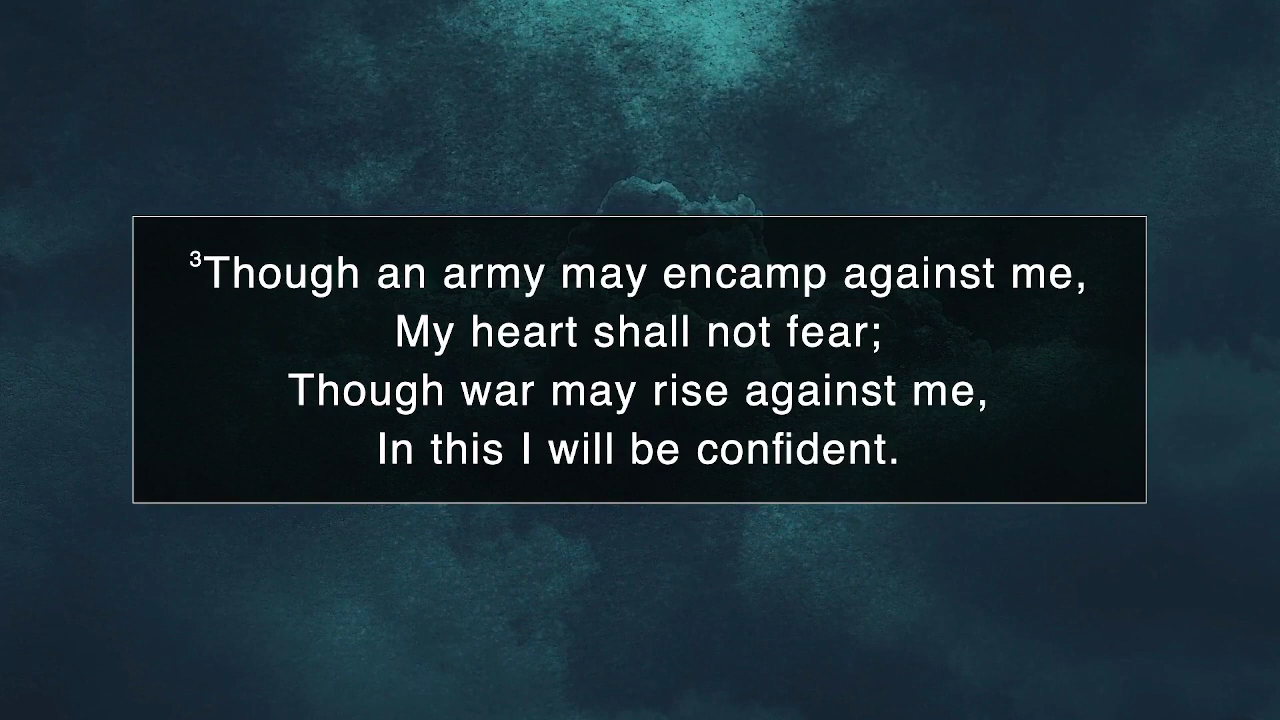 ³Though an army may encamp against me,
My heart shall not fear;
Though war may rise against me,
In this I will be confident.